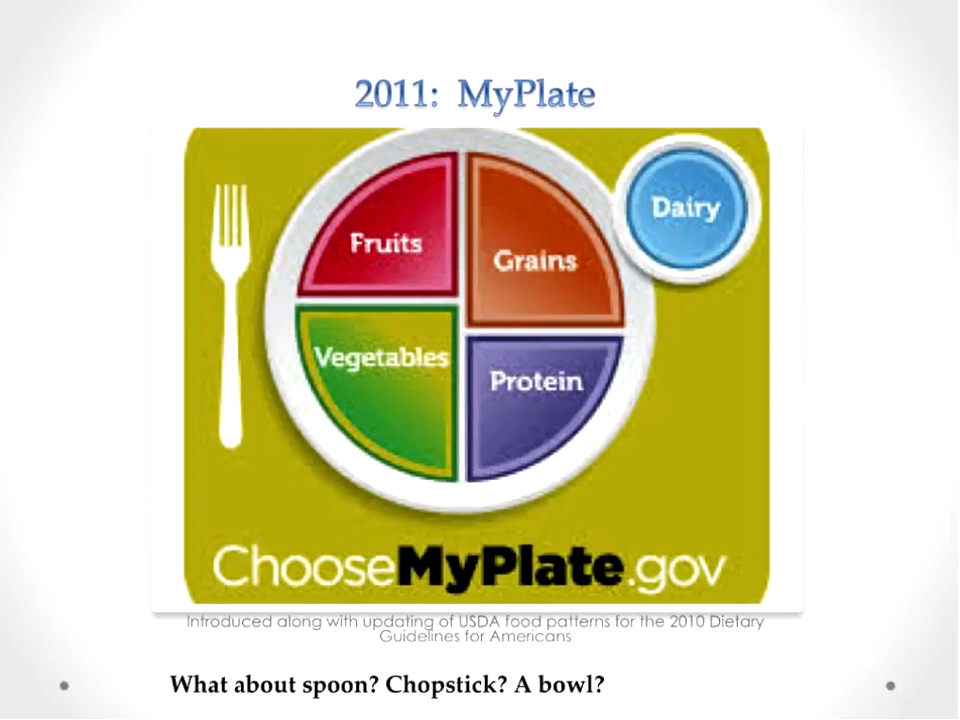 2011:  MyPlate
Fruits
Grains
Dairy
Vegetables
Protein
ChooseMyPlate.gov
Introduced along with updating of USDA food patterns for the 2010 Dietary
Guidelines for Americans
What about spoon? Chopstick? A bowl?